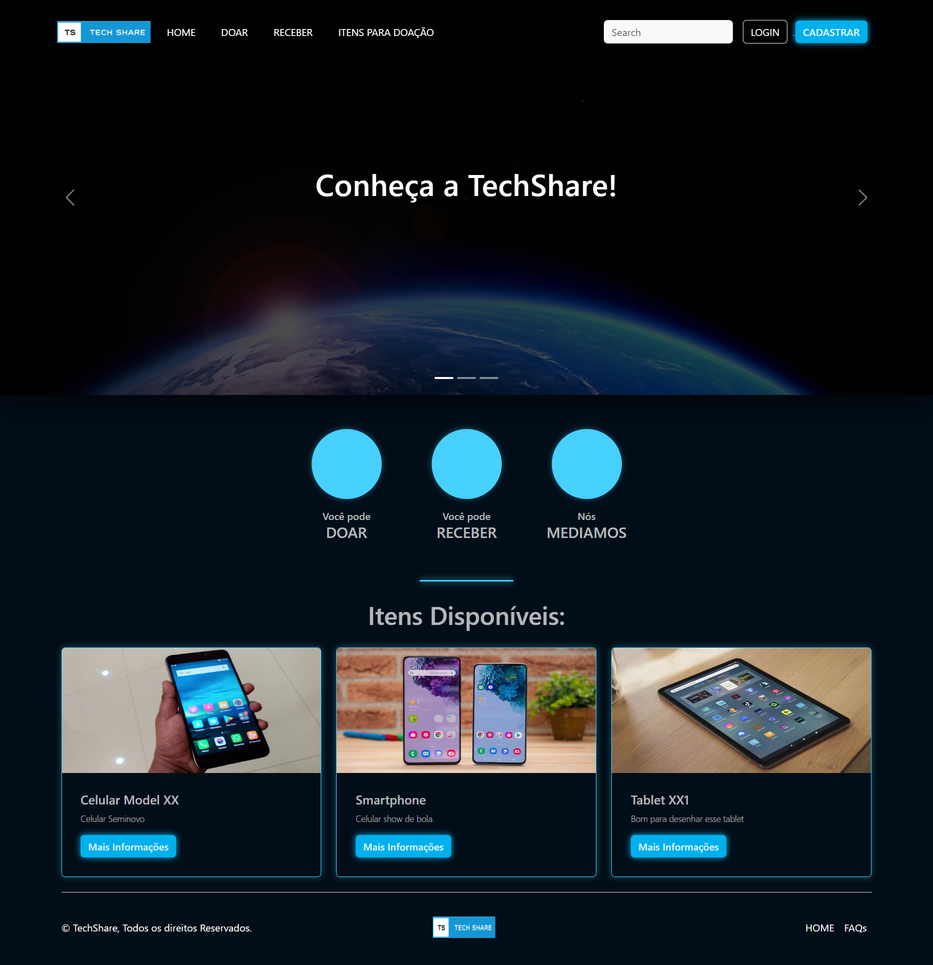 TS TECH SHARE HOME DOAR RECEBER ITENS PARA DOAÇÃO Search LOGIN CADASTRAR
Conheça a TechShare!
Você pode
DOAR
Você pode
RECEBER
Nós
MEDIAMOS
Itens Disponíveis:
Celular Model XX
Celular Seminovo
Mais Informações
Smartphone
Celular show de bola.
Mais Informações
Tablet XX1
Bom para desenhar esse tablet
Mais Informações
© TechShare, Todos os direitos Reservados.
TS TECH SHARE
HOME FAQs